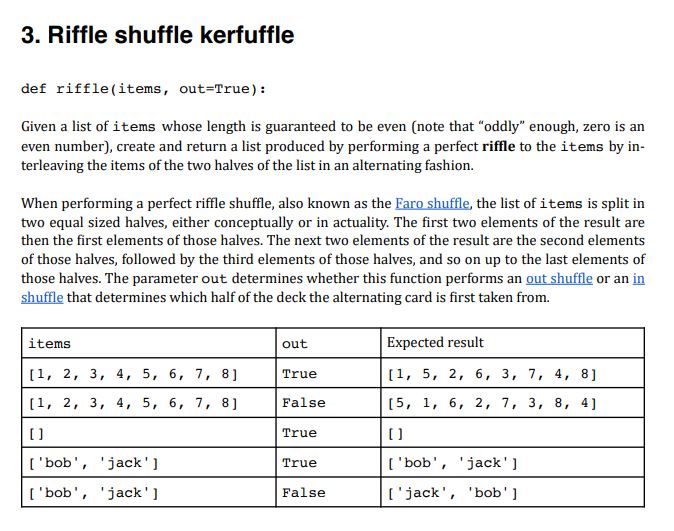 3. Riffle shuffle kerfuffle
def riffle(items, out=True):
Given a list of items whose length is guaranteed to be even (note that “oddly” enough, zero is an
even number), create and return a list produced by performing a perfect riffle to the items by in-
terleaving the items of the two halves of the list in an alternating fashion.
When performing a perfect riffle shuffle, also known as the Faro shuffle, the list of items is split in
two equal sized halves, either conceptually or in actuality. The first two elements of the result are
then the first elements of those halves. The next two elements of the result are the second elements
of those halves, followed by the third elements of those halves, and so on up to the last elements of
those halves. The parameter out determines whether this function performs an out shuffle or an in
shuffle that determines which half of the deck the alternating card is first taken from.
items out Expected result
[1, 2, 3, 4, 5, 6, 7, 8] True [1, 5, 2, 6, 3, 7, 4, 8]
[1, 2, 3, 4, 5, 6, 7, 8] False [5, 1, 6, 2, 7, 3, 8, 4]
[] True []
['bob', 'jack'] True ['bob', 'jack']
['bob', 'jack'] False ['jack', 'bob']